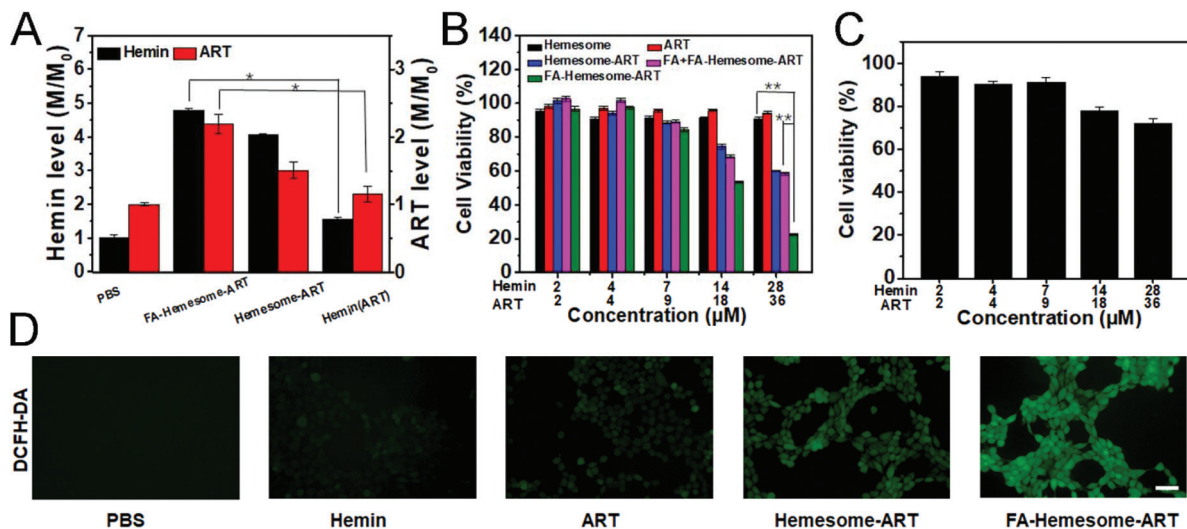 A
Hemin
ART
Hemin level (M/M₀)
6
5
4
3
2
1
0
*
*
3
2
1
0
ART level (M/M₀)
PBS
FA-Hemesome-ART
Hemesome-ART
Hemin(ART)
B
Hemesome
ART
Hemesome-ART
FA+FA-Hemesome-ART
FA-Hemesome-ART
Cell Viability (%)
140
120
100
80
60
40
20
0
**
**
Hemin 2 4 7 14 28
ART 2 4 9 18 36
Concentration (μM)
C
Cell viability (%)
100
80
60
40
20
0
Hemin 2 4 7 14 28
ART 2 4 9 18 36
Concentration (μM)
D
DCFH-DA
PBS
Hemin
ART
Hemesome-ART
FA-Hemesome-ART